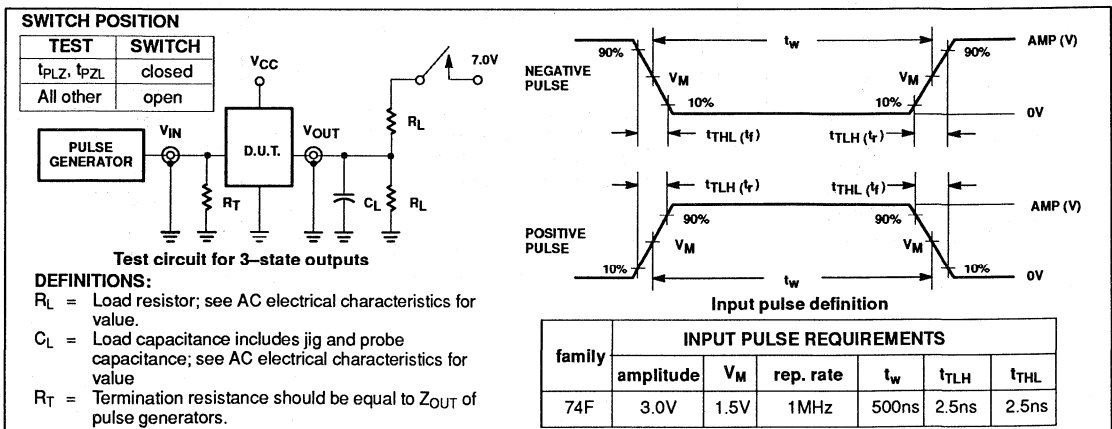 SWITCH POSITION
TEST SWITCH
tPLZ, tPZL closed
All other open
VCC
7.0V
RL
VIN
VOUT
PULSE
GENERATOR
D.U.T.
RT
CL
RL
Test circuit for 3–state outputs
DEFINITIONS:
RL = Load resistor; see AC electrical characteristics for
value.
CL = Load capacitance includes jig and probe
capacitance; see AC electrical characteristics for
value
RT = Termination resistance should be equal to ZOUT of
pulse generators.
90% tw 90% AMP (V)
NEGATIVE
PULSE
VM VM
10% 10% 0V
tTHL (tf) tTLH (tr)
tTLH (tr) tTHL (tf)
90% 90% AMP (V)
POSITIVE
PULSE
VM VM
10% tw 10% 0V
Input pulse definition
family INPUT PULSE REQUIREMENTS
amplitude VM rep. rate tw tTLH tTHL
74F 3.0V 1.5V 1MHz 500ns 2.5ns 2.5ns